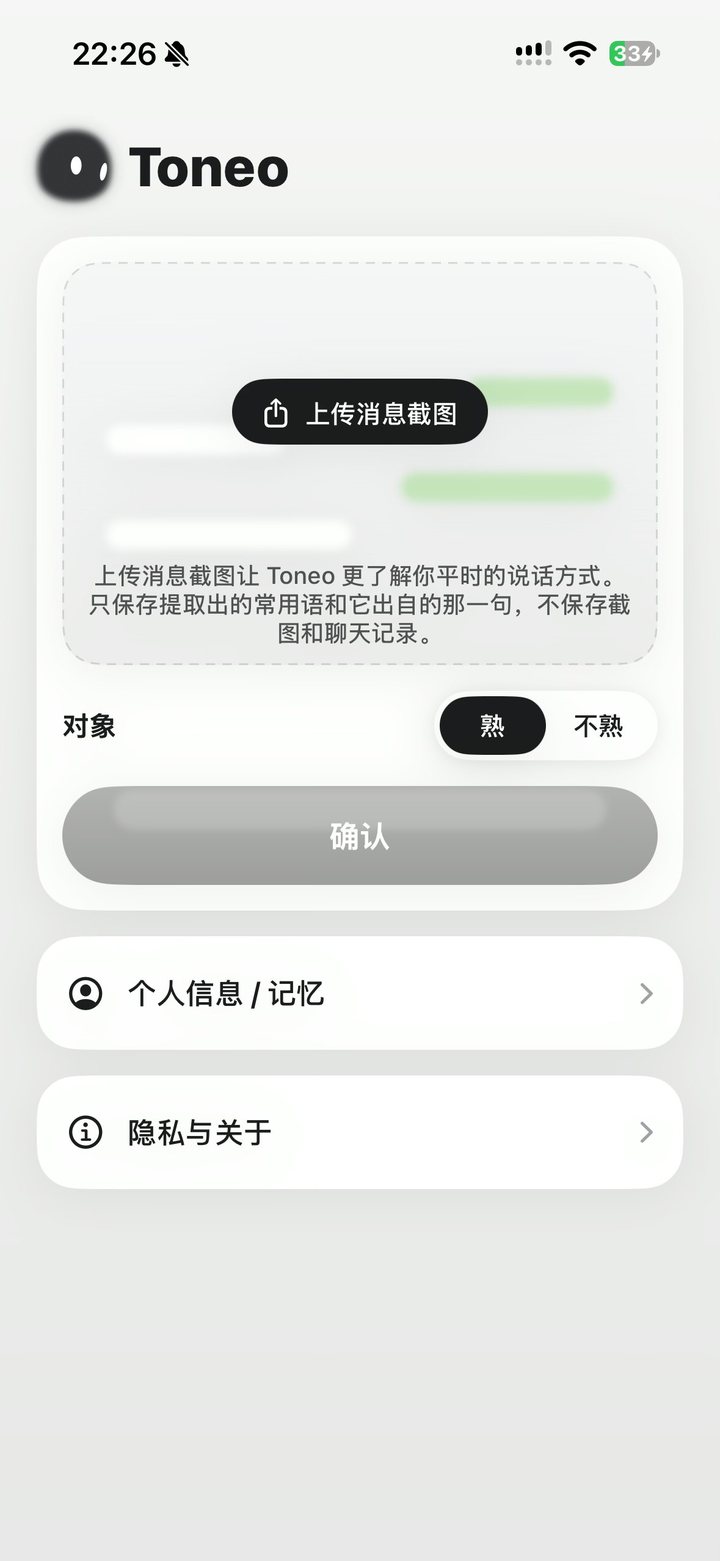 22:26
33
Toneo
上传消息截图
上传消息截图让 Toneo 更了解你平时的说话方式。
只保存提取出的常用语和它出自的那一句，不保存截
图和聊天记录。
对象
熟
不熟
确认
个人信息 / 记忆
隐私与关于